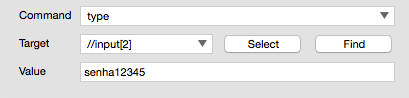 Command type
Target //input[2] Select Find
Value senha12345